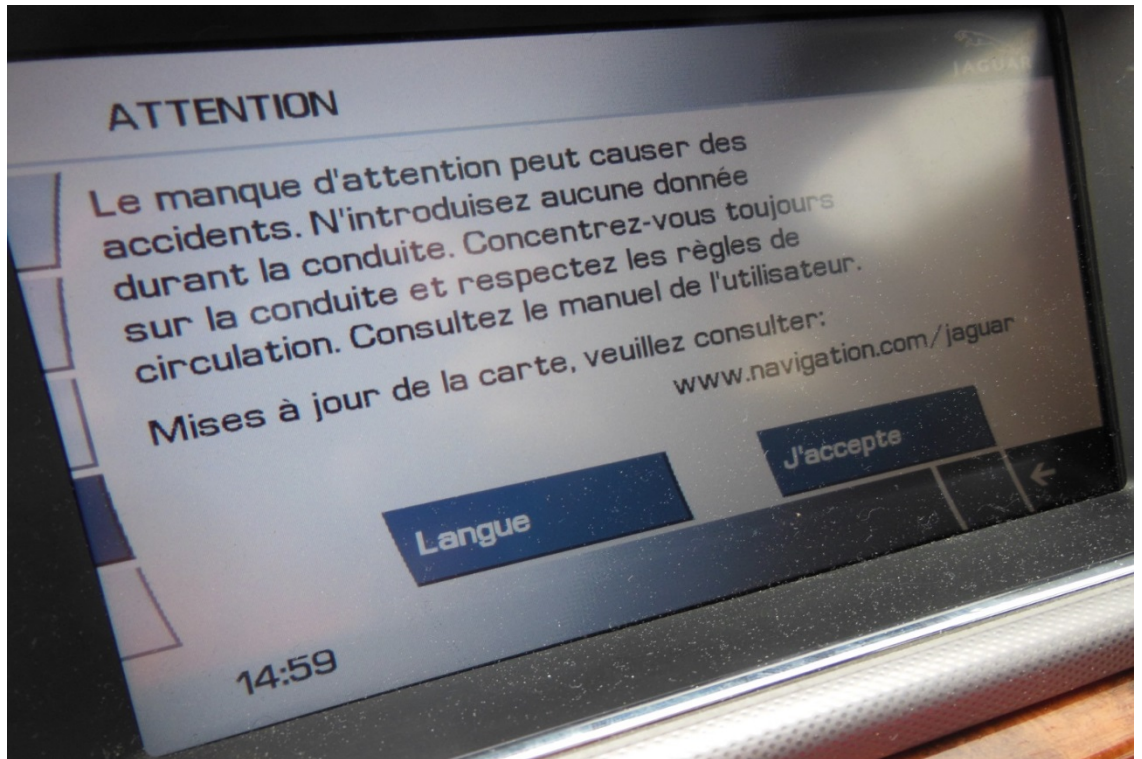 JAGUAR
ATTENTION
Le manque d'attention peut causer des
accidents. N'introduisez aucune donnée
durant la conduite. Concentrez-vous toujours
sur la conduite et respectez les règles de
circulation. Consultez le manuel de l'utilisateur.
Mises à jour de la carte, veuillez consulter:
www.navigation.com/jaguar
J'accepte
Langue
14:59